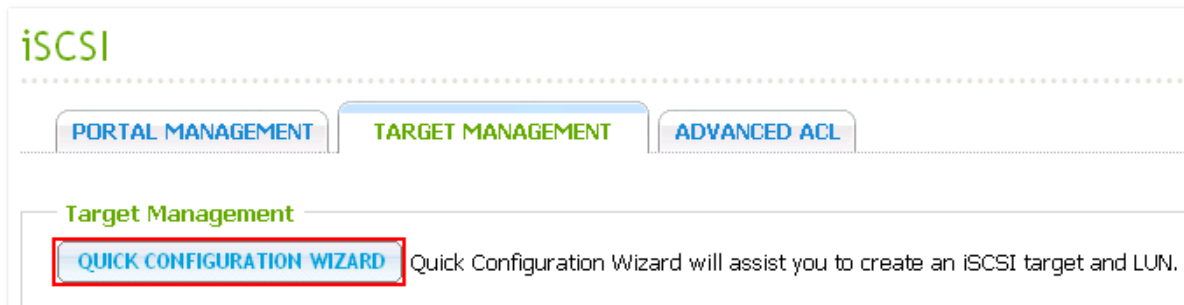 iSCSI
PORTAL MANAGEMENT TARGET MANAGEMENT ADVANCED ACL
Target Management
QUICK CONFIGURATION WIZARD Quick Configuration Wizard will assist you to create an iSCSI target and LUN.